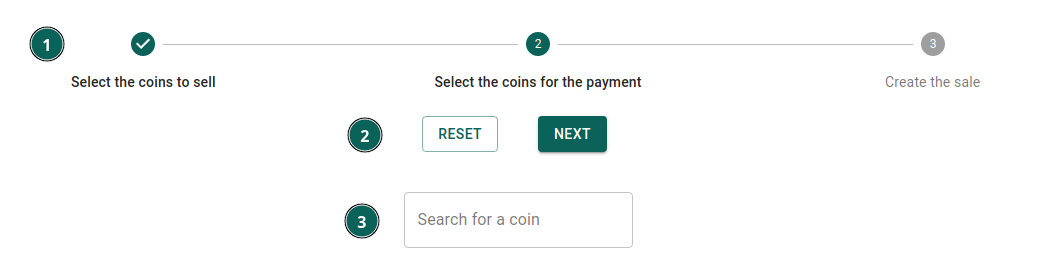 1
2
3
Select the coins to sell
Select the coins for the payment
Create the sale
2
RESET
NEXT
3
Search for a coin